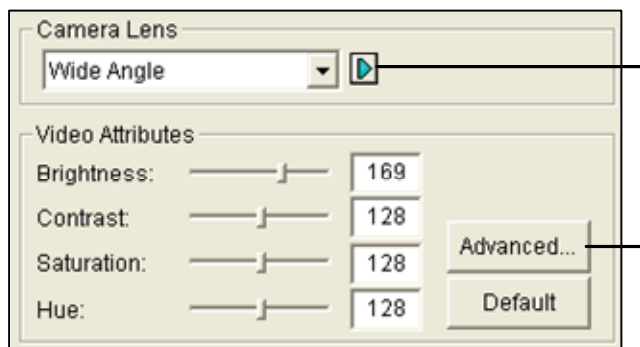 Camera Lens
Wide Angle
Video Attributes
Brightness: 169
Contrast: 128
Saturation: 128
Hue: 128
Advanced...
Default